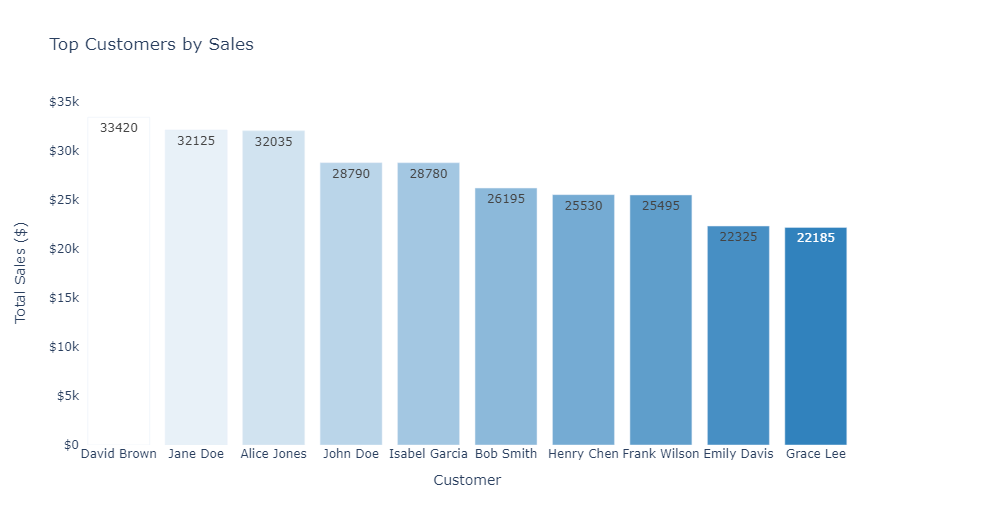 Top Customers by Sales
$35k
$30k
$25k
$20k
$15k
$10k
$5k
$0
Total Sales ($)
33420
32125
32035
28790
28780
26195
25530
25495
22325
22185
David Brown
Jane Doe
Alice Jones
John Doe
Isabel Garcia
Bob Smith
Henry Chen
Frank Wilson
Emily Davis
Grace Lee
Customer